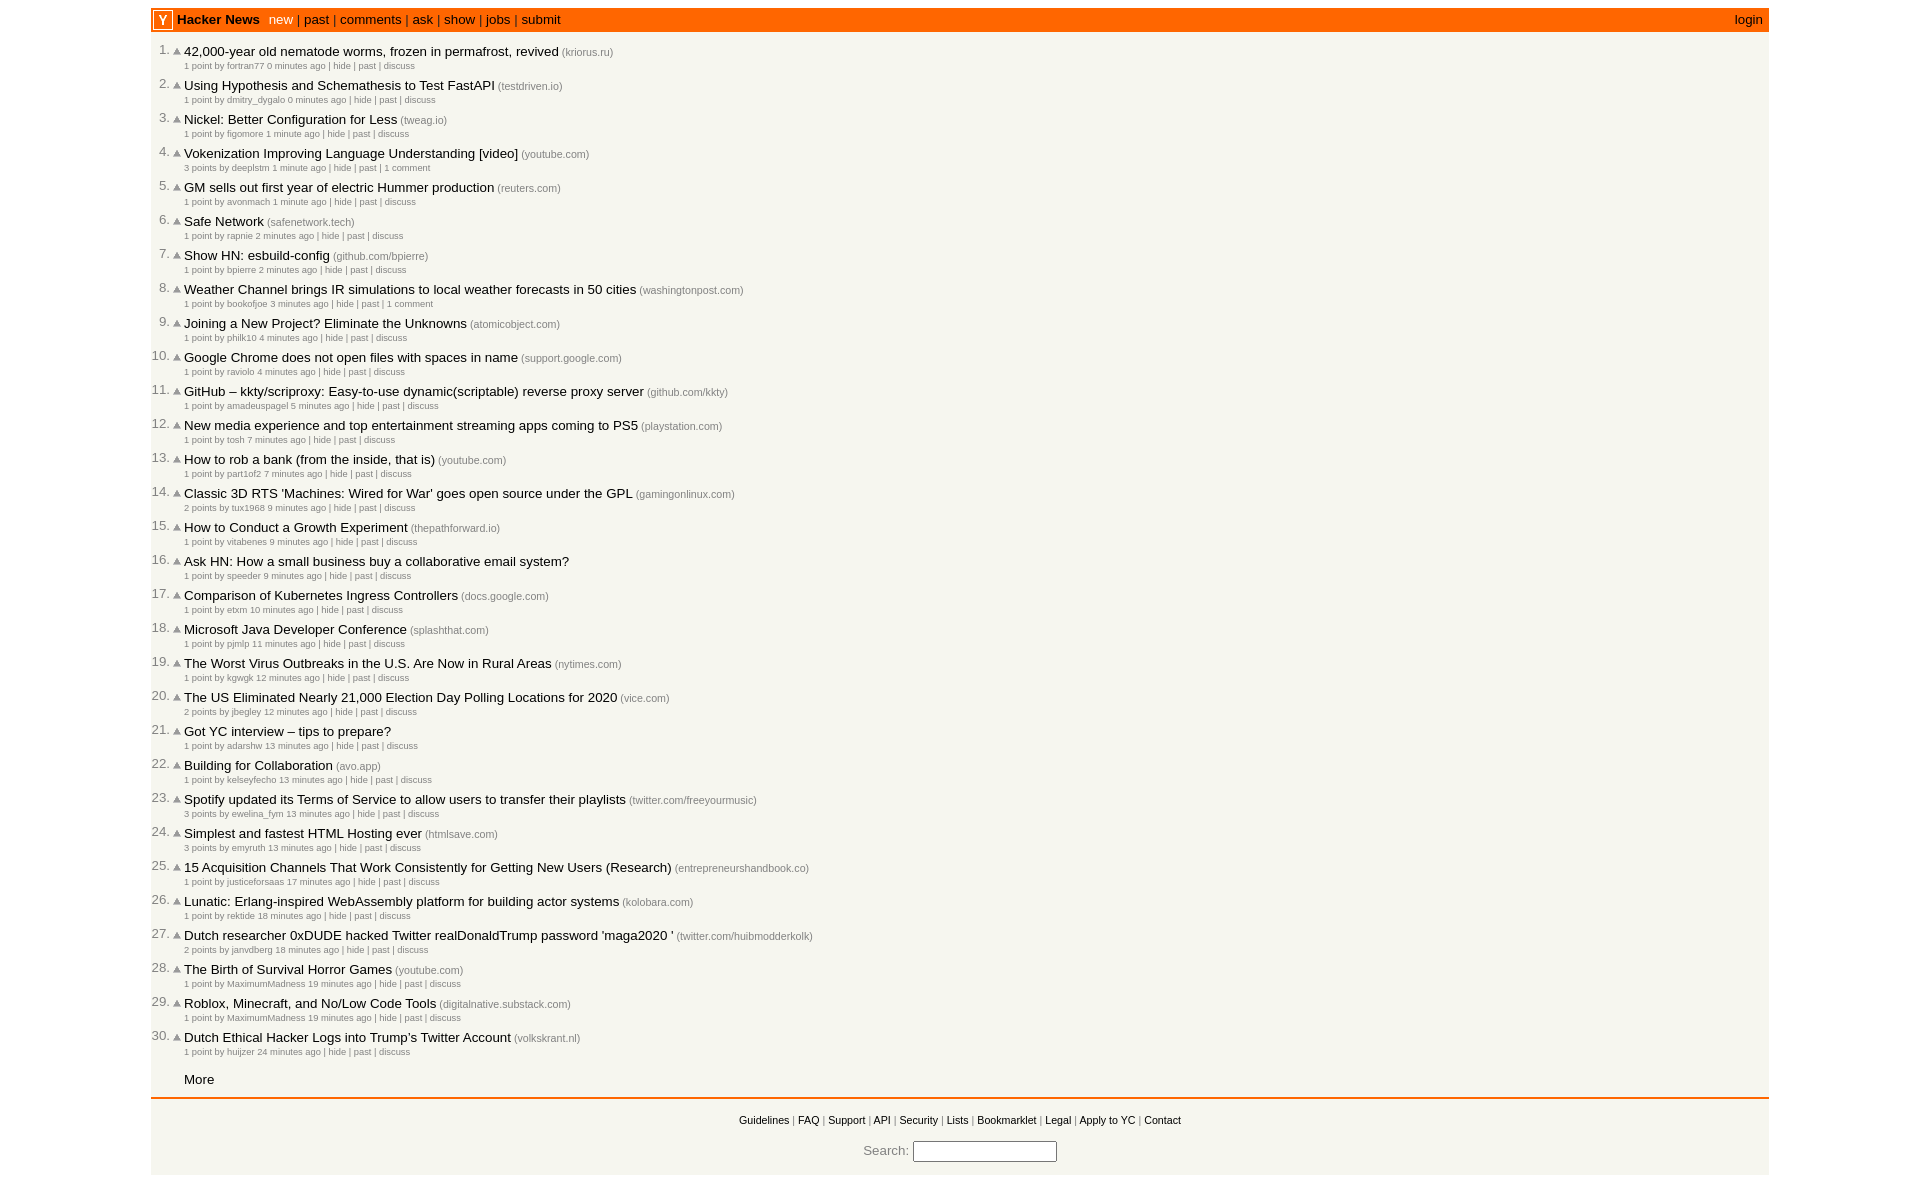 Y Hacker News new | past | comments | ask | show | jobs | submit login
1. 42,000-year old nematode worms, frozen in permafrost, revived (kriorus.ru)
1 point by fortran77 0 minutes ago | hide | past | discuss
2. Using Hypothesis and Schemathesis to Test FastAPI (testdriven.io)
1 point by dmitry_dygalo 0 minutes ago | hide | past | discuss
3. Nickel: Better Configuration for Less (tweag.io)
1 point by figomore 1 minute ago | hide | past | discuss
4. Vokenization Improving Language Understanding [video] (youtube.com)
3 points by deeplstm 1 minute ago | hide | past | 1 comment
5. GM sells out first year of electric Hummer production (reuters.com)
1 point by avonmach 1 minute ago | hide | past | discuss
6. Safe Network (safenetwork.tech)
1 point by rapnie 2 minutes ago | hide | past | discuss
7. Show HN: esbuild-config (github.com/bpierre)
1 point by bpierre 2 minutes ago | hide | past | discuss
8. Weather Channel brings IR simulations to local weather forecasts in 50 cities (washingtonpost.com)
1 point by bookofjoe 3 minutes ago | hide | past | 1 comment
9. Joining a New Project? Eliminate the Unknowns (atomicobject.com)
1 point by philk10 4 minutes ago | hide | past | discuss
10. Google Chrome does not open files with spaces in name (support.google.com)
1 point by raviolo 4 minutes ago | hide | past | discuss
11. GitHub – kkty/scriproxy: Easy-to-use dynamic(scriptable) reverse proxy server (github.com/kkty)
1 point by amadeuspagel 5 minutes ago | hide | past | discuss
12. New media experience and top entertainment streaming apps coming to PS5 (playstation.com)
1 point by tosh 7 minutes ago | hide | past | discuss
13. How to rob a bank (from the inside, that is) (youtube.com)
1 point by part1of2 7 minutes ago | hide | past | discuss
14. Classic 3D RTS 'Machines: Wired for War' goes open source under the GPL (gamingonlinux.com)
2 points by tux1968 9 minutes ago | hide | past | discuss
15. How to Conduct a Growth Experiment (thepathforward.io)
1 point by vitabenes 9 minutes ago | hide | past | discuss
16. Ask HN: How a small business buy a collaborative email system?
1 point by speeder 9 minutes ago | hide | past | discuss
17. Comparison of Kubernetes Ingress Controllers (docs.google.com)
1 point by etxm 10 minutes ago | hide | past | discuss
18. Microsoft Java Developer Conference (splashthat.com)
1 point by pjmlp 11 minutes ago | hide | past | discuss
19. The Worst Virus Outbreaks in the U.S. Are Now in Rural Areas (nytimes.com)
1 point by kgwgk 12 minutes ago | hide | past | discuss
20. The US Eliminated Nearly 21,000 Election Day Polling Locations for 2020 (vice.com)
2 points by jbegley 12 minutes ago | hide | past | discuss
21. Got YC interview – tips to prepare?
1 point by adarshw 13 minutes ago | hide | past | discuss
22. Building for Collaboration (avo.app)
1 point by kelseyfecho 13 minutes ago | hide | past | discuss
23. Spotify updated its Terms of Service to allow users to transfer their playlists (twitter.com/freeyourmusic)
3 points by ewelina_fym 13 minutes ago | hide | past | discuss
24. Simplest and fastest HTML Hosting ever (htmlsave.com)
3 points by emyruth 13 minutes ago | hide | past | discuss
25. 15 Acquisition Channels That Work Consistently for Getting New Users (Research) (entrepreneurshandbook.co)
1 point by justiceforsaas 17 minutes ago | hide | past | discuss
26. Lunatic: Erlang-inspired WebAssembly platform for building actor systems (kolobara.com)
1 point by rektide 18 minutes ago | hide | past | discuss
27. Dutch researcher 0xDUDE hacked Twitter realDonaldTrump password 'maga2020 ' (twitter.com/huibmodderkolk)
2 points by janvdberg 18 minutes ago | hide | past | discuss
28. The Birth of Survival Horror Games (youtube.com)
1 point by MaximumMadness 19 minutes ago | hide | past | discuss
29. Roblox, Minecraft, and No/Low Code Tools (digitalnative.substack.com)
1 point by MaximumMadness 19 minutes ago | hide | past | discuss
30. Dutch Ethical Hacker Logs into Trump’s Twitter Account (volkskrant.nl)
1 point by huijzer 24 minutes ago | hide | past | discuss
More
Guidelines | FAQ | Support | API | Security | Lists | Bookmarklet | Legal | Apply to YC | Contact
Search: